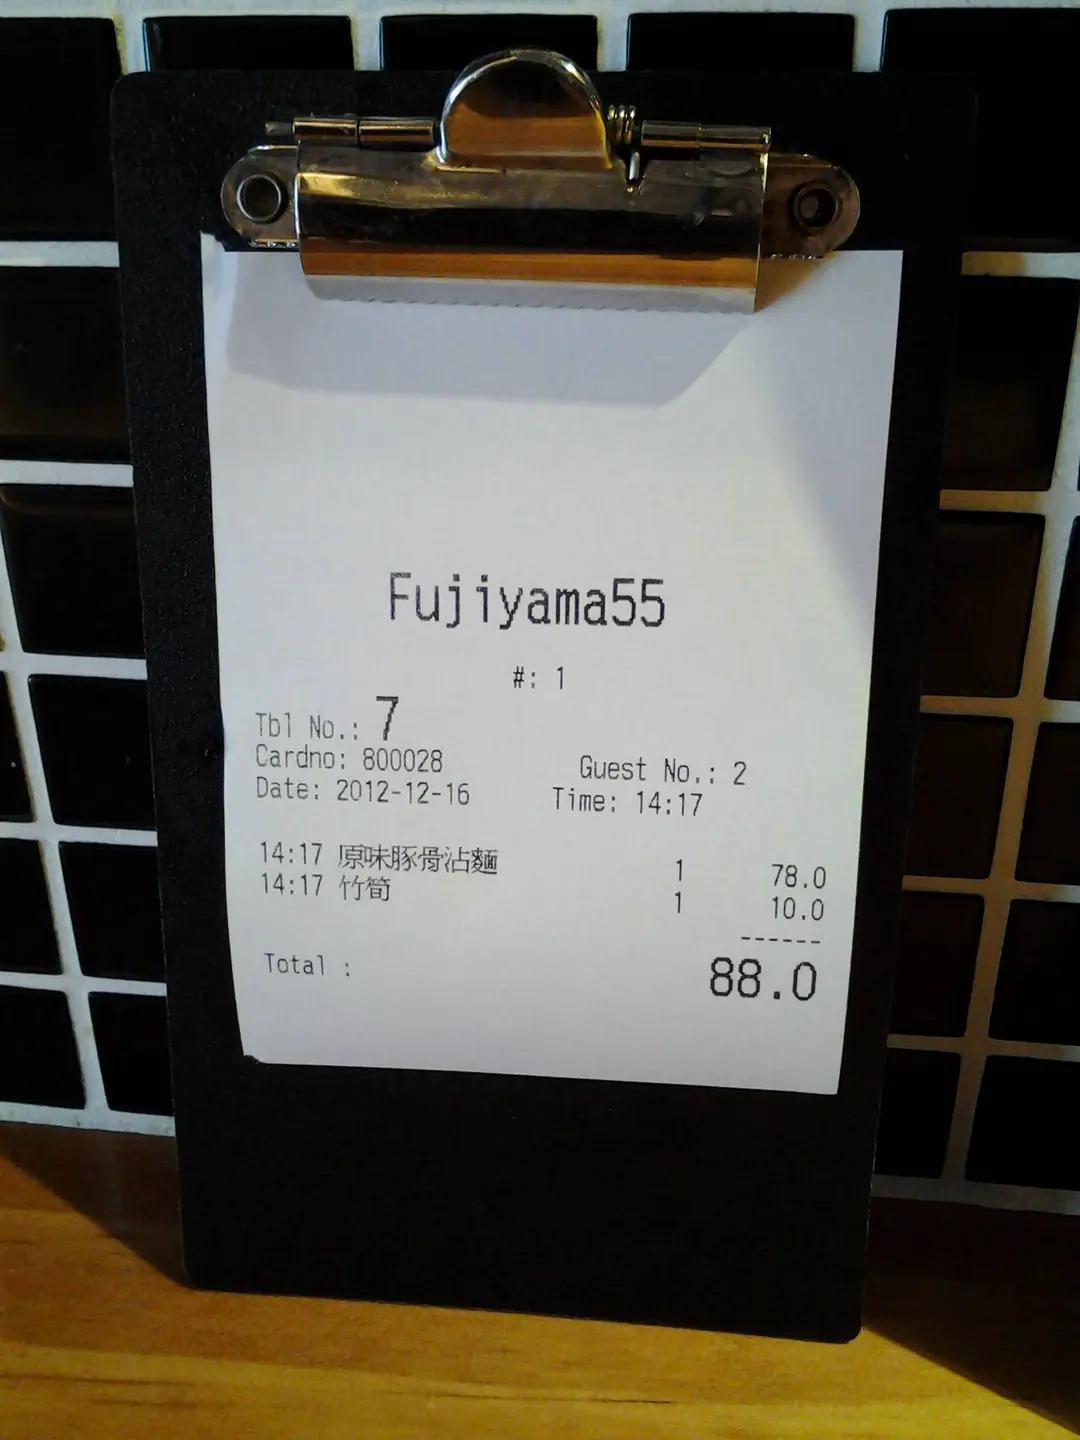 Fujiyama55
#: 1
Tbl No.: 7
Cardno: 800028 Guest No.: 2
Date: 2012-12-16 Time: 14:17
14:17 原味豚骨沾麵 1 78.0
14:17 竹筍 1 10.0
------
Total : 88.0